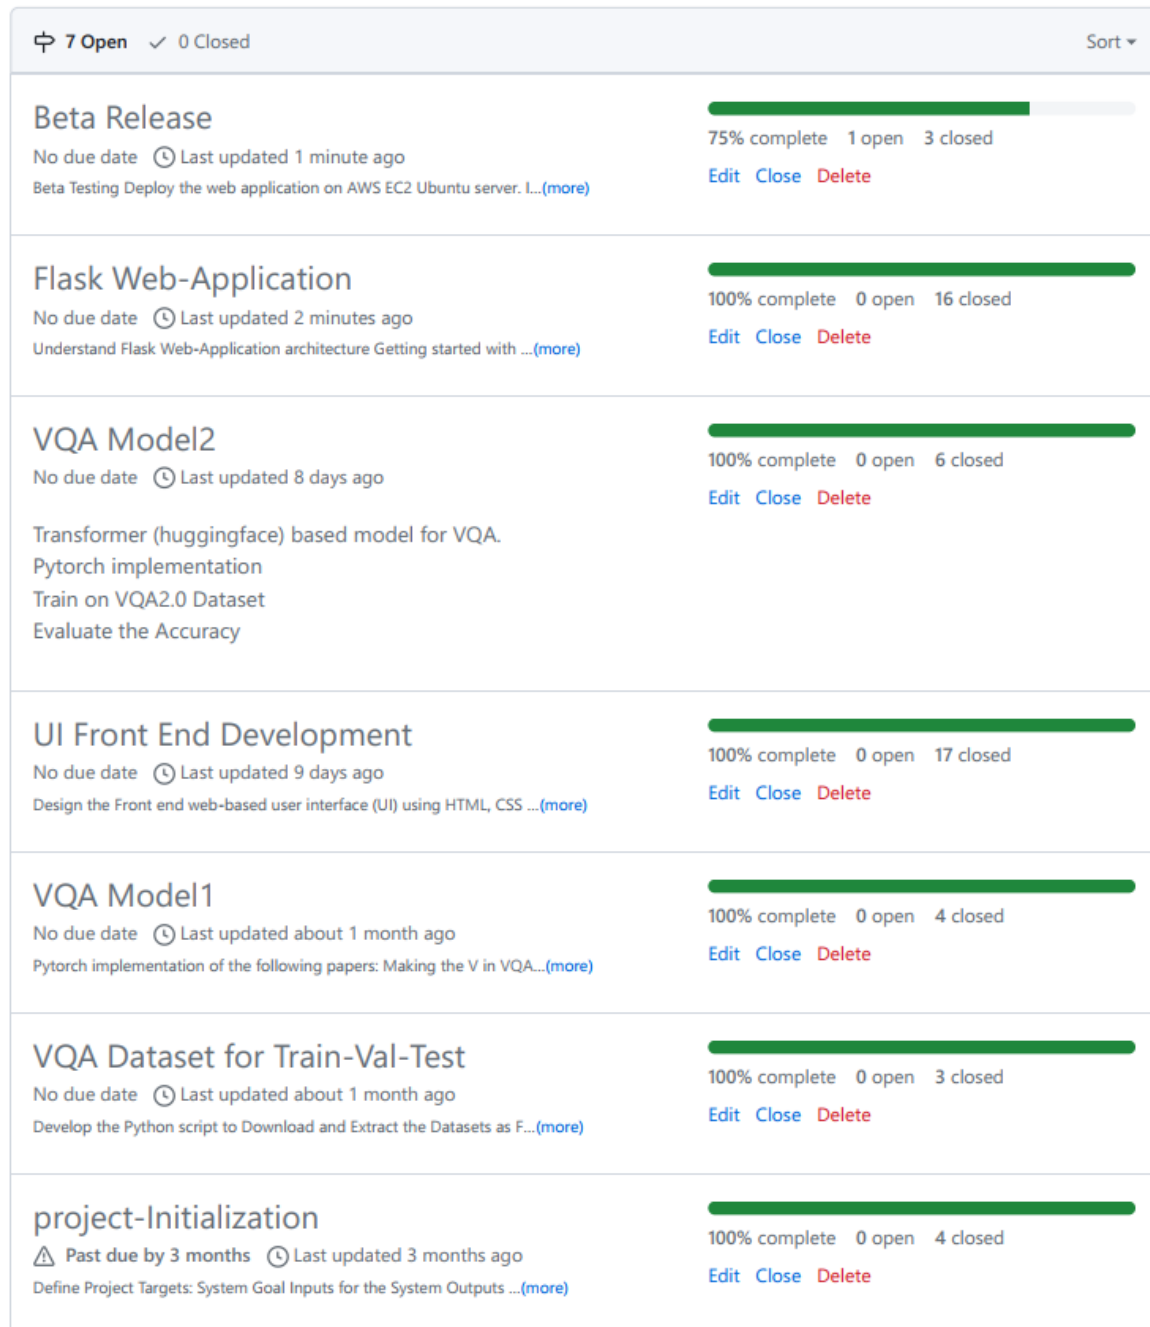 7 Open 0 Closed Sort
Beta Release
No due date Last updated 1 minute ago
Beta Testing Deploy the web application on AWS EC2 Ubuntu server. I...(more)
75% complete 1 open 3 closed
Edit Close Delete
Flask Web-Application
No due date Last updated 2 minutes ago
Understand Flask Web-Application architecture Getting started with ...(more)
100% complete 0 open 16 closed
Edit Close Delete
VQA Model2
No due date Last updated 8 days ago
Transformer (huggingface) based model for VQA.
Pytorch implementation
Train on VQA2.0 Dataset
Evaluate the Accuracy
100% complete 0 open 6 closed
Edit Close Delete
UI Front End Development
No due date Last updated 9 days ago
Design the Front end web-based user interface (UI) using HTML, CSS ...(more)
100% complete 0 open 17 closed
Edit Close Delete
VQA Model1
No due date Last updated about 1 month ago
Pytorch implementation of the following papers: Making the V in VQA...(more)
100% complete 0 open 4 closed
Edit Close Delete
VQA Dataset for Train-Val-Test
No due date Last updated about 1 month ago
Develop the Python script to Download and Extract the Datasets as F...(more)
100% complete 0 open 3 closed
Edit Close Delete
project-Initialization
Past due by 3 months Last updated 3 months ago
Define Project Targets: System Goal Inputs for the System Outputs ...(more)
100% complete 0 open 4 closed
Edit Close Delete